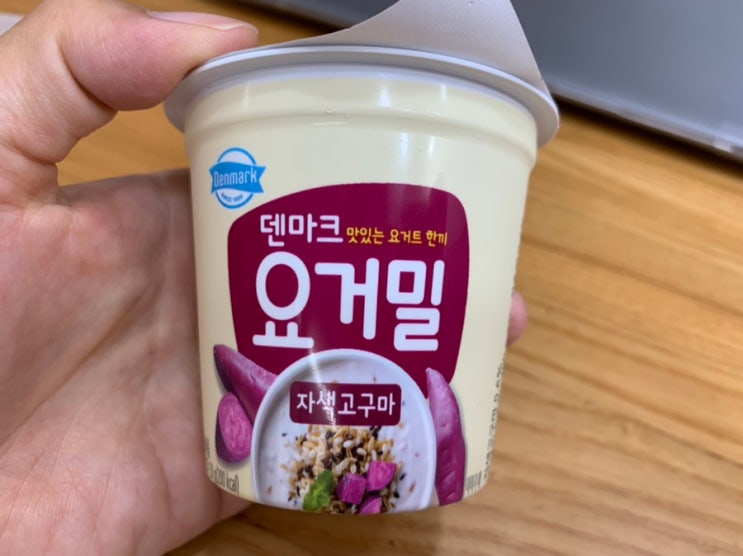 Denmark
덴마크 맛있는 요거트 한끼
요거밀
자색고구마